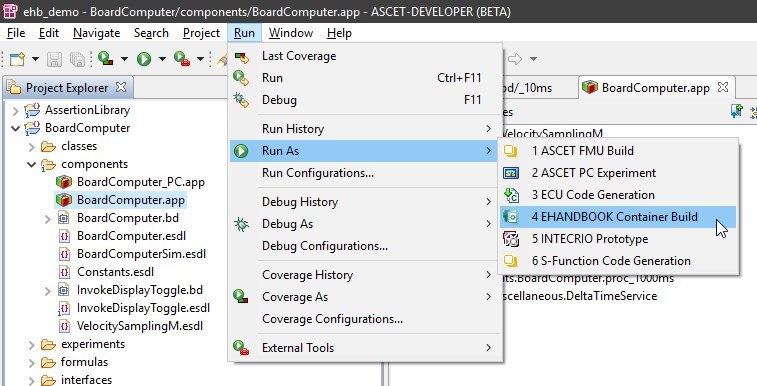 ehb_demo - BoardComputer/components/BoardComputer.app - ASCET-DEVELOPER (BETA)
File Edit Navigate Search Project Run Window Help
Project Explorer
AssertionLibrary
BoardComputer
classes
components
BoardComputer_PC.app
BoardComputer.app
BoardComputer.bd
BoardComputer.esdl
BoardComputerSim.esdl
Constants.esdl
InvokeDisplayToggle.bd
InvokeDisplayToggle.esdl
VelocitySamplingM.esdl
experiments
formulas
interfaces
Last Coverage
Run Ctrl+F11
Debug F11
Run History
Run As
Run Configurations...
Debug History
Debug As
Debug Configurations...
Coverage History
Coverage As
Coverage Configurations...
External Tools
_10ms
BoardComputer.app
VelocitySamplingM
1 ASCET FMU Build
2 ASCET PC Experiment
3 ECU Code Generation
4 EHANDBOOK Container Build
5 INTECRIO Prototype
6 S-Function Code Generation
nts.BoardComputer.proc_1000ms
scellaneous.DeltaTimeService